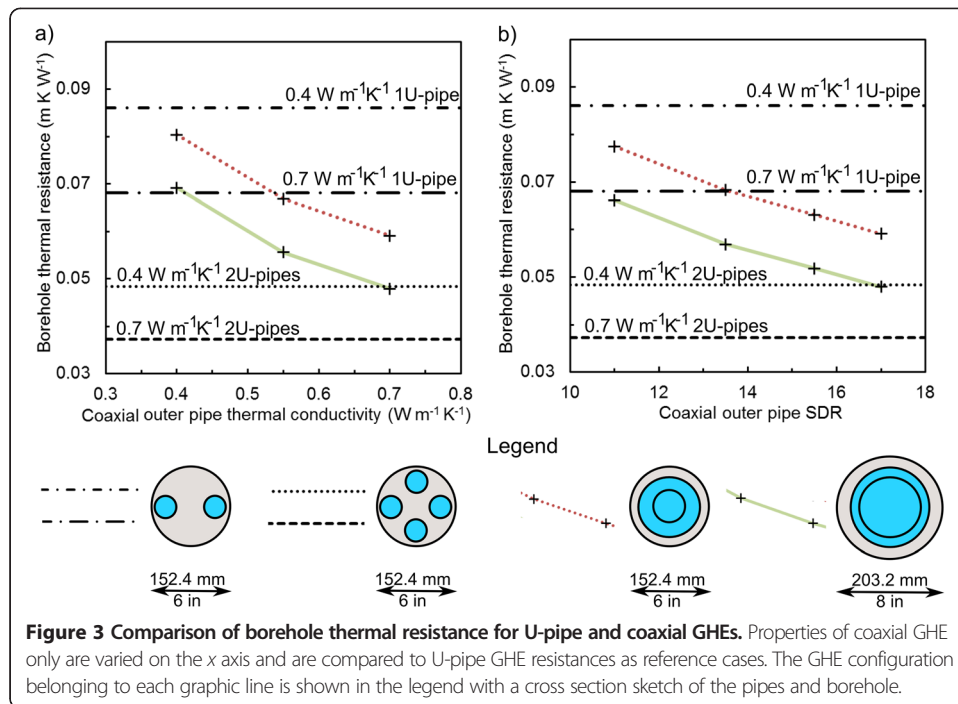 a)
b)
Borehole thermal resistance (m K W⁻¹)
0.09
0.07
0.05
0.03
0.4 W m⁻¹K⁻¹ 1U-pipe
0.7 W m⁻¹K⁻¹ 1U-pipe
0.4 W m⁻¹K⁻¹ 2U-pipes
0.7 W m⁻¹K⁻¹ 2U-pipes
0.3 0.4 0.5 0.6 0.7 0.8
Coaxial outer pipe thermal conductivity (W m⁻¹ K⁻¹)
Borehole thermal resistance (m K W⁻¹)
0.09
0.07
0.05
0.03
0.4 W m⁻¹K⁻¹ 1U-pipe
0.7 W m⁻¹K⁻¹ 1U-pipe
0.4 W m⁻¹K⁻¹ 2U-pipes
0.7 W m⁻¹K⁻¹ 2U-pipes
10 12 14 16 18
Coaxial outer pipe SDR
Legend
152.4 mm
6 in
152.4 mm
6 in
152.4 mm
6 in
203.2 mm
8 in
Figure 3 Comparison of borehole thermal resistance for U-pipe and coaxial GHEs. Properties of coaxial GHE
only are varied on the x axis and are compared to U-pipe GHE resistances as reference cases. The GHE configuration
belonging to each graphic line is shown in the legend with a cross section sketch of the pipes and borehole.